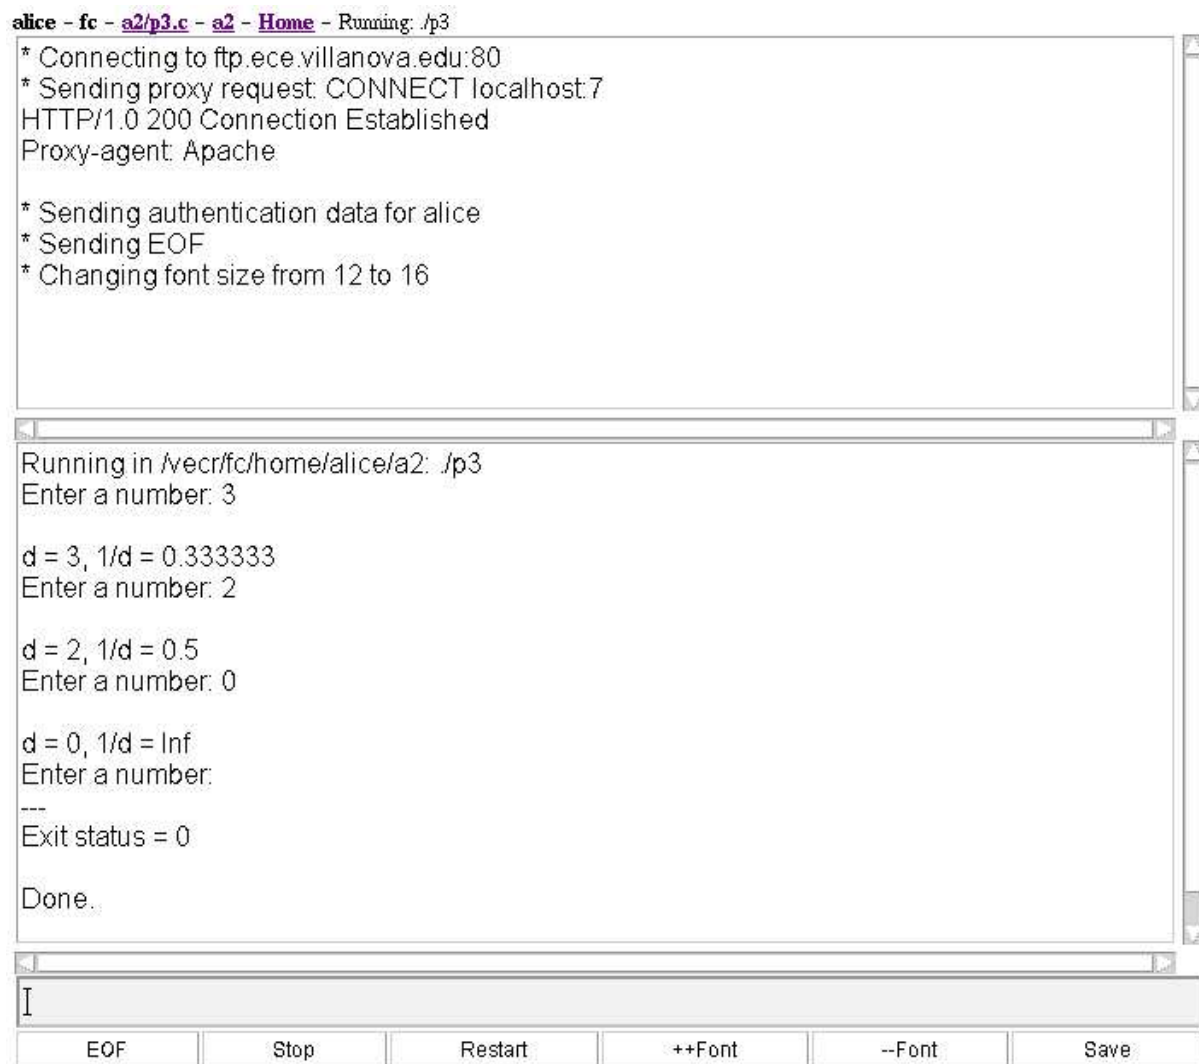 alice - fc - a2/p3.c - a2 - Home - Running: ./p3
* Connecting to ftp.ece.villanova.edu:80
* Sending proxy request: CONNECT localhost:7
HTTP/1.0 200 Connection Established
Proxy-agent: Apache
* Sending authentication data for alice
* Sending EOF
* Changing font size from 12 to 16
Running in /vecr/fc/home/alice/a2: ./p3
Enter a number: 3
d = 3, 1/d = 0.333333
Enter a number: 2
d = 2, 1/d = 0.5
Enter a number: 0
d = 0, 1/d = Inf
Enter a number:
---
Exit status = 0
Done.
EOF Stop Restart ++Font --Font Save